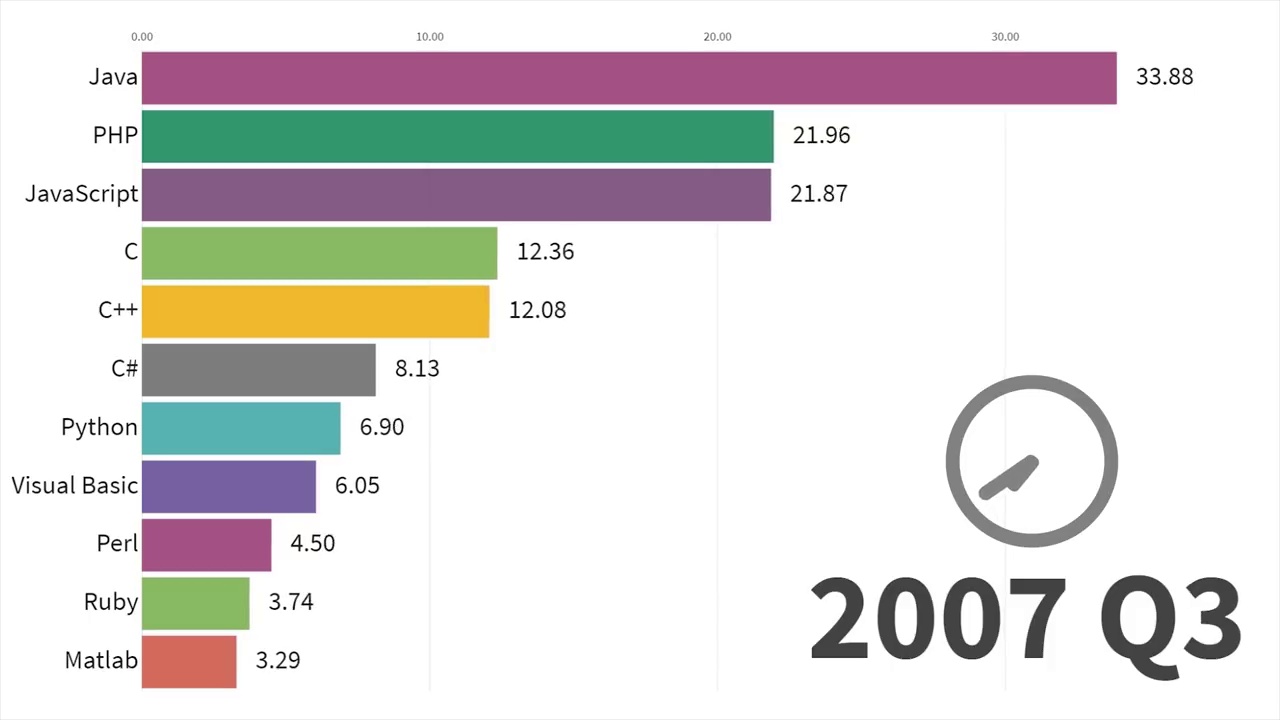 0.00 10.00 20.00 30.00
Java 33.88
PHP 21.96
JavaScript 21.87
C 12.36
C++ 12.08
C# 8.13
Python 6.90
Visual Basic 6.05
Perl 4.50
Ruby 3.74
Matlab 3.29
2007 Q3